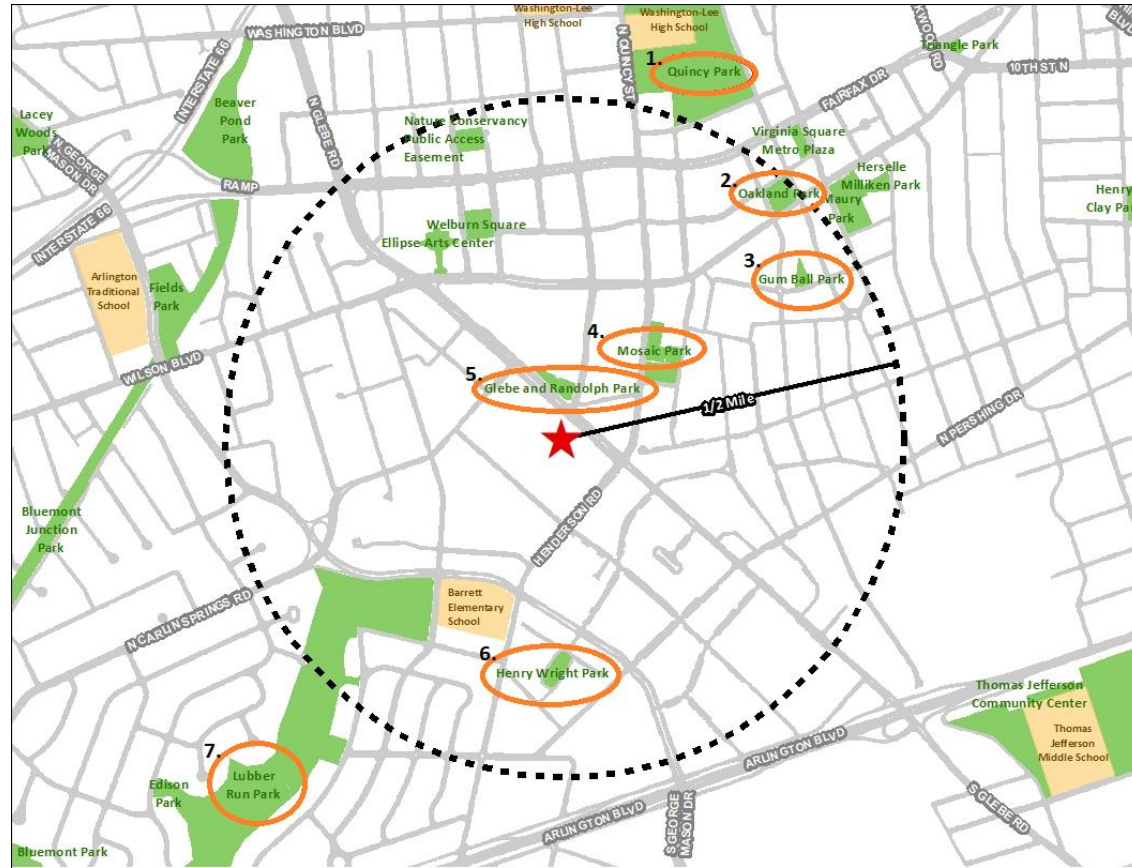 Washington-Lee
High School
Washington-Lee
High School
WASHINGTON BLVD
INTERSTATE 66
N QUINCY ST
1.
Quincy Park
Triangle Park
10TH ST N
FAIRFAX DR
Lacey
Woods
Park
N GEORGE
MASON DR
Beaver
Pond
Park
N GLEBE RD
Nature Conservancy
Public Access
Easement
Virginia Square
Metro Plaza
Herselle
Milliken Park
RAMP
2.
Oakland Park
Maury
Park
Henry
Clay Park
INTERSTATE 66
Welburn Square
Ellipse Arts Center
Arlington
Traditional
School
Fields
Park
3.
Gum Ball Park
4.
Mosaic Park
WILSON BLVD
5.
Glebe and Randolph Park
1/2 Mile
N PERSHING DR
Bluemont
Junction
Park
HENDERSON RD
N CARLIN SPRINGS RD
Barrett
Elementary
School
6.
Henry Wright Park
Thomas Jefferson
Community Center
Thomas
Jefferson
Middle School
7.
Lubber
Run Park
Edison
Park
ARLINGTON BLVD
S GLEBE RD
ARLINGTON BLVD
S GEORGE
MASON DR
Bluemont Park